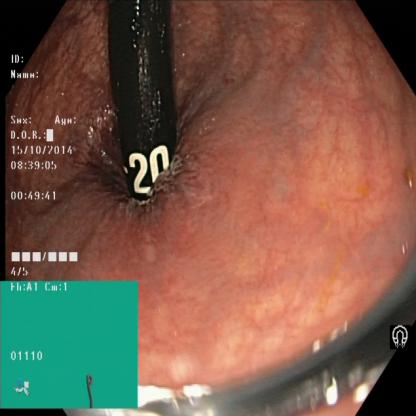 ID:
Name:
Sex: Age:
D.O.B.:
15/10/2014
08:39:05
00:49:41
/
4/5
Eh:A1 Cm:1
01110
20